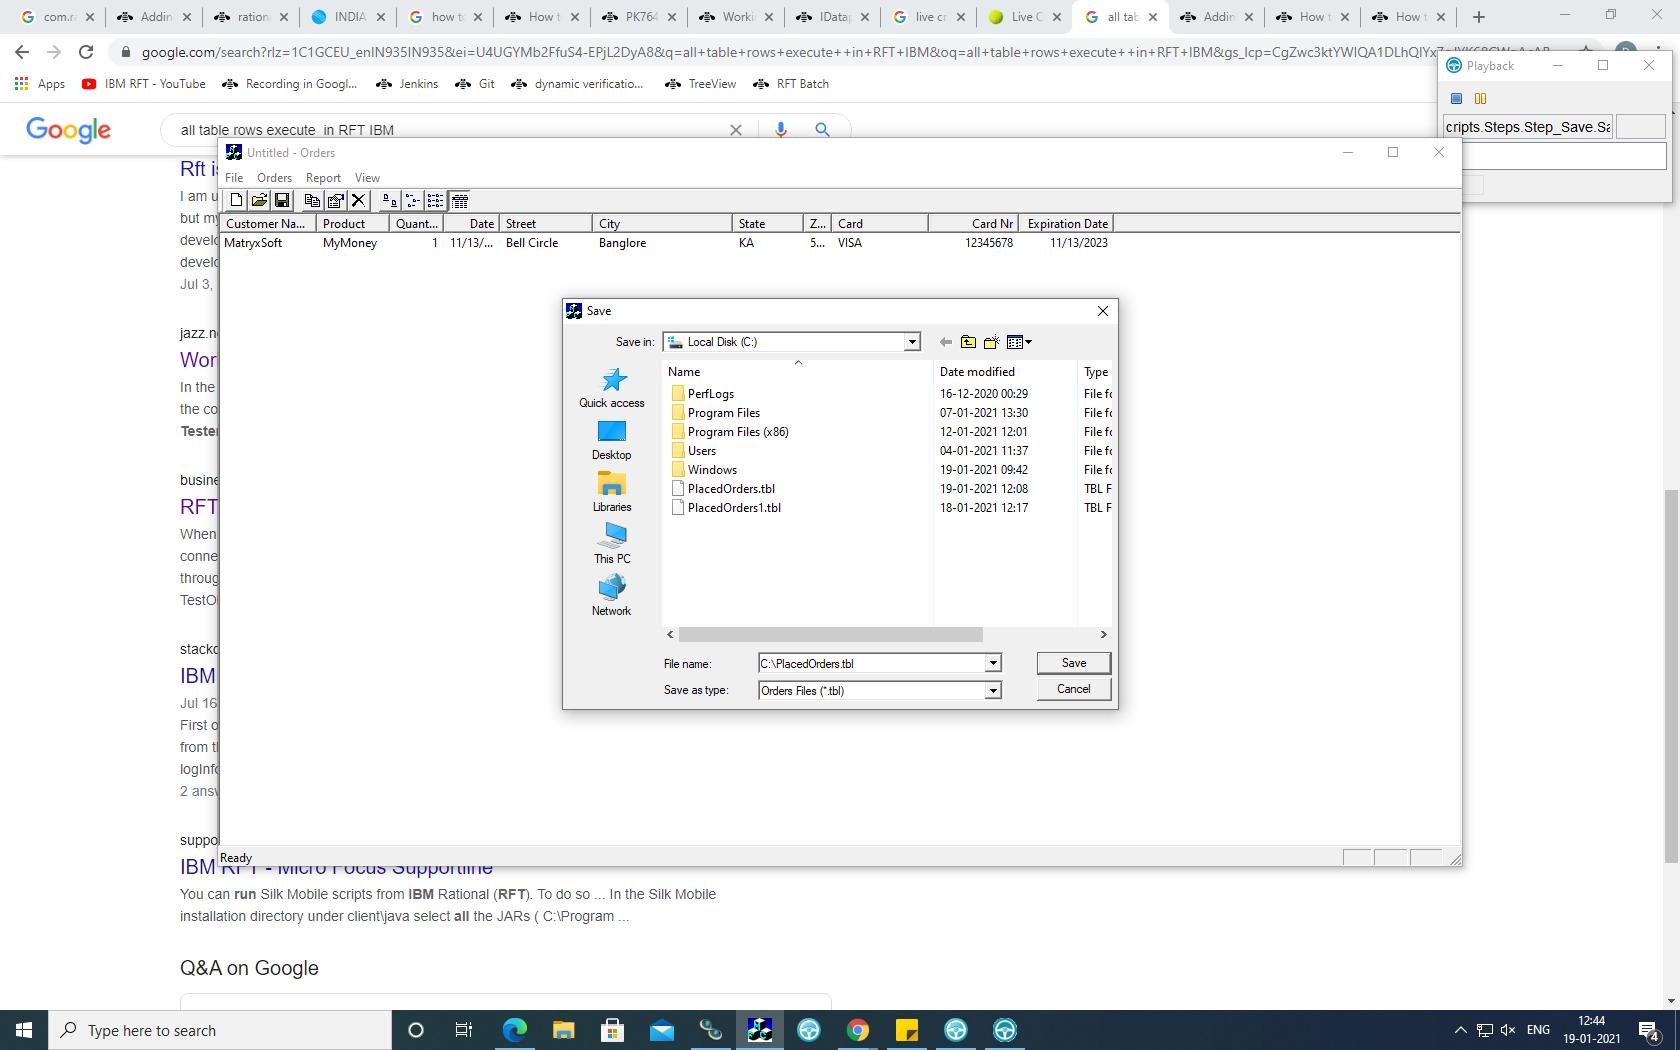 com.ra
Addin
ration
INDIA
how to
How t
PK764
Worki
IDatap
live cr
Live C
all tab
Addin
How t
How t
google.com/search?rlz=1C1GCEU_enIN935IN935&ei=U4UGYMb2FfuS4-EPjL2DyA8&q=all+table+rows+execute++in+RFT+IBM&oq=all+table+rows+execute++in+RFT+IBM&gs_lcp=
Apps
IBM RFT - YouTube
Recording in Googl...
Jenkins
Git
dynamic verificatio...
TreeView
RFT Batch
Playback
cripts.Steps.Step_Save.Sa
Google
all table rows execute in RFT IBM
Untitled - Orders
File Orders Report View
Customer Na... Product Quant... Date Street City State Z... Card Card Nr Expiration Date
MatryxSoft MyMoney 1 11/13/... Bell Circle Banglore KA 5... VISA 12345678 11/13/2023
Rft is
I am u
but my
develo
develo
Jul 3,
jazz.ne
Wor
In the
the co
Tester
busine
RFT
When
conne
throug
TestO
stacko
IBM
Jul 16
First o
from th
logInfo
2 answ
suppo
Save
Save in: Local Disk (C:)
Name Date modified Type
PerfLogs 16-12-2020 00:29 File fo
Program Files 07-01-2021 13:30 File fo
Program Files (x86) 12-01-2021 12:01 File fo
Users 04-01-2021 11:37 File fo
Windows 19-01-2021 09:42 File fo
PlacedOrders.tbl 19-01-2021 12:08 TBL F
PlacedOrders1.tbl 18-01-2021 12:17 TBL F
Quick access
Desktop
Libraries
This PC
Network
File name: C:\PlacedOrders.tbl Save
Save as type: Orders Files (*.tbl) Cancel
Ready
IBM RFT - Micro Focus Supportline
You can run Silk Mobile scripts from IBM Rational (RFT). To do so ... In the Silk Mobile
installation directory under client\java select all the JARs ( C:\Program ...
Q&A on Google
Type here to search
ENG
12:44
19-01-2021
4